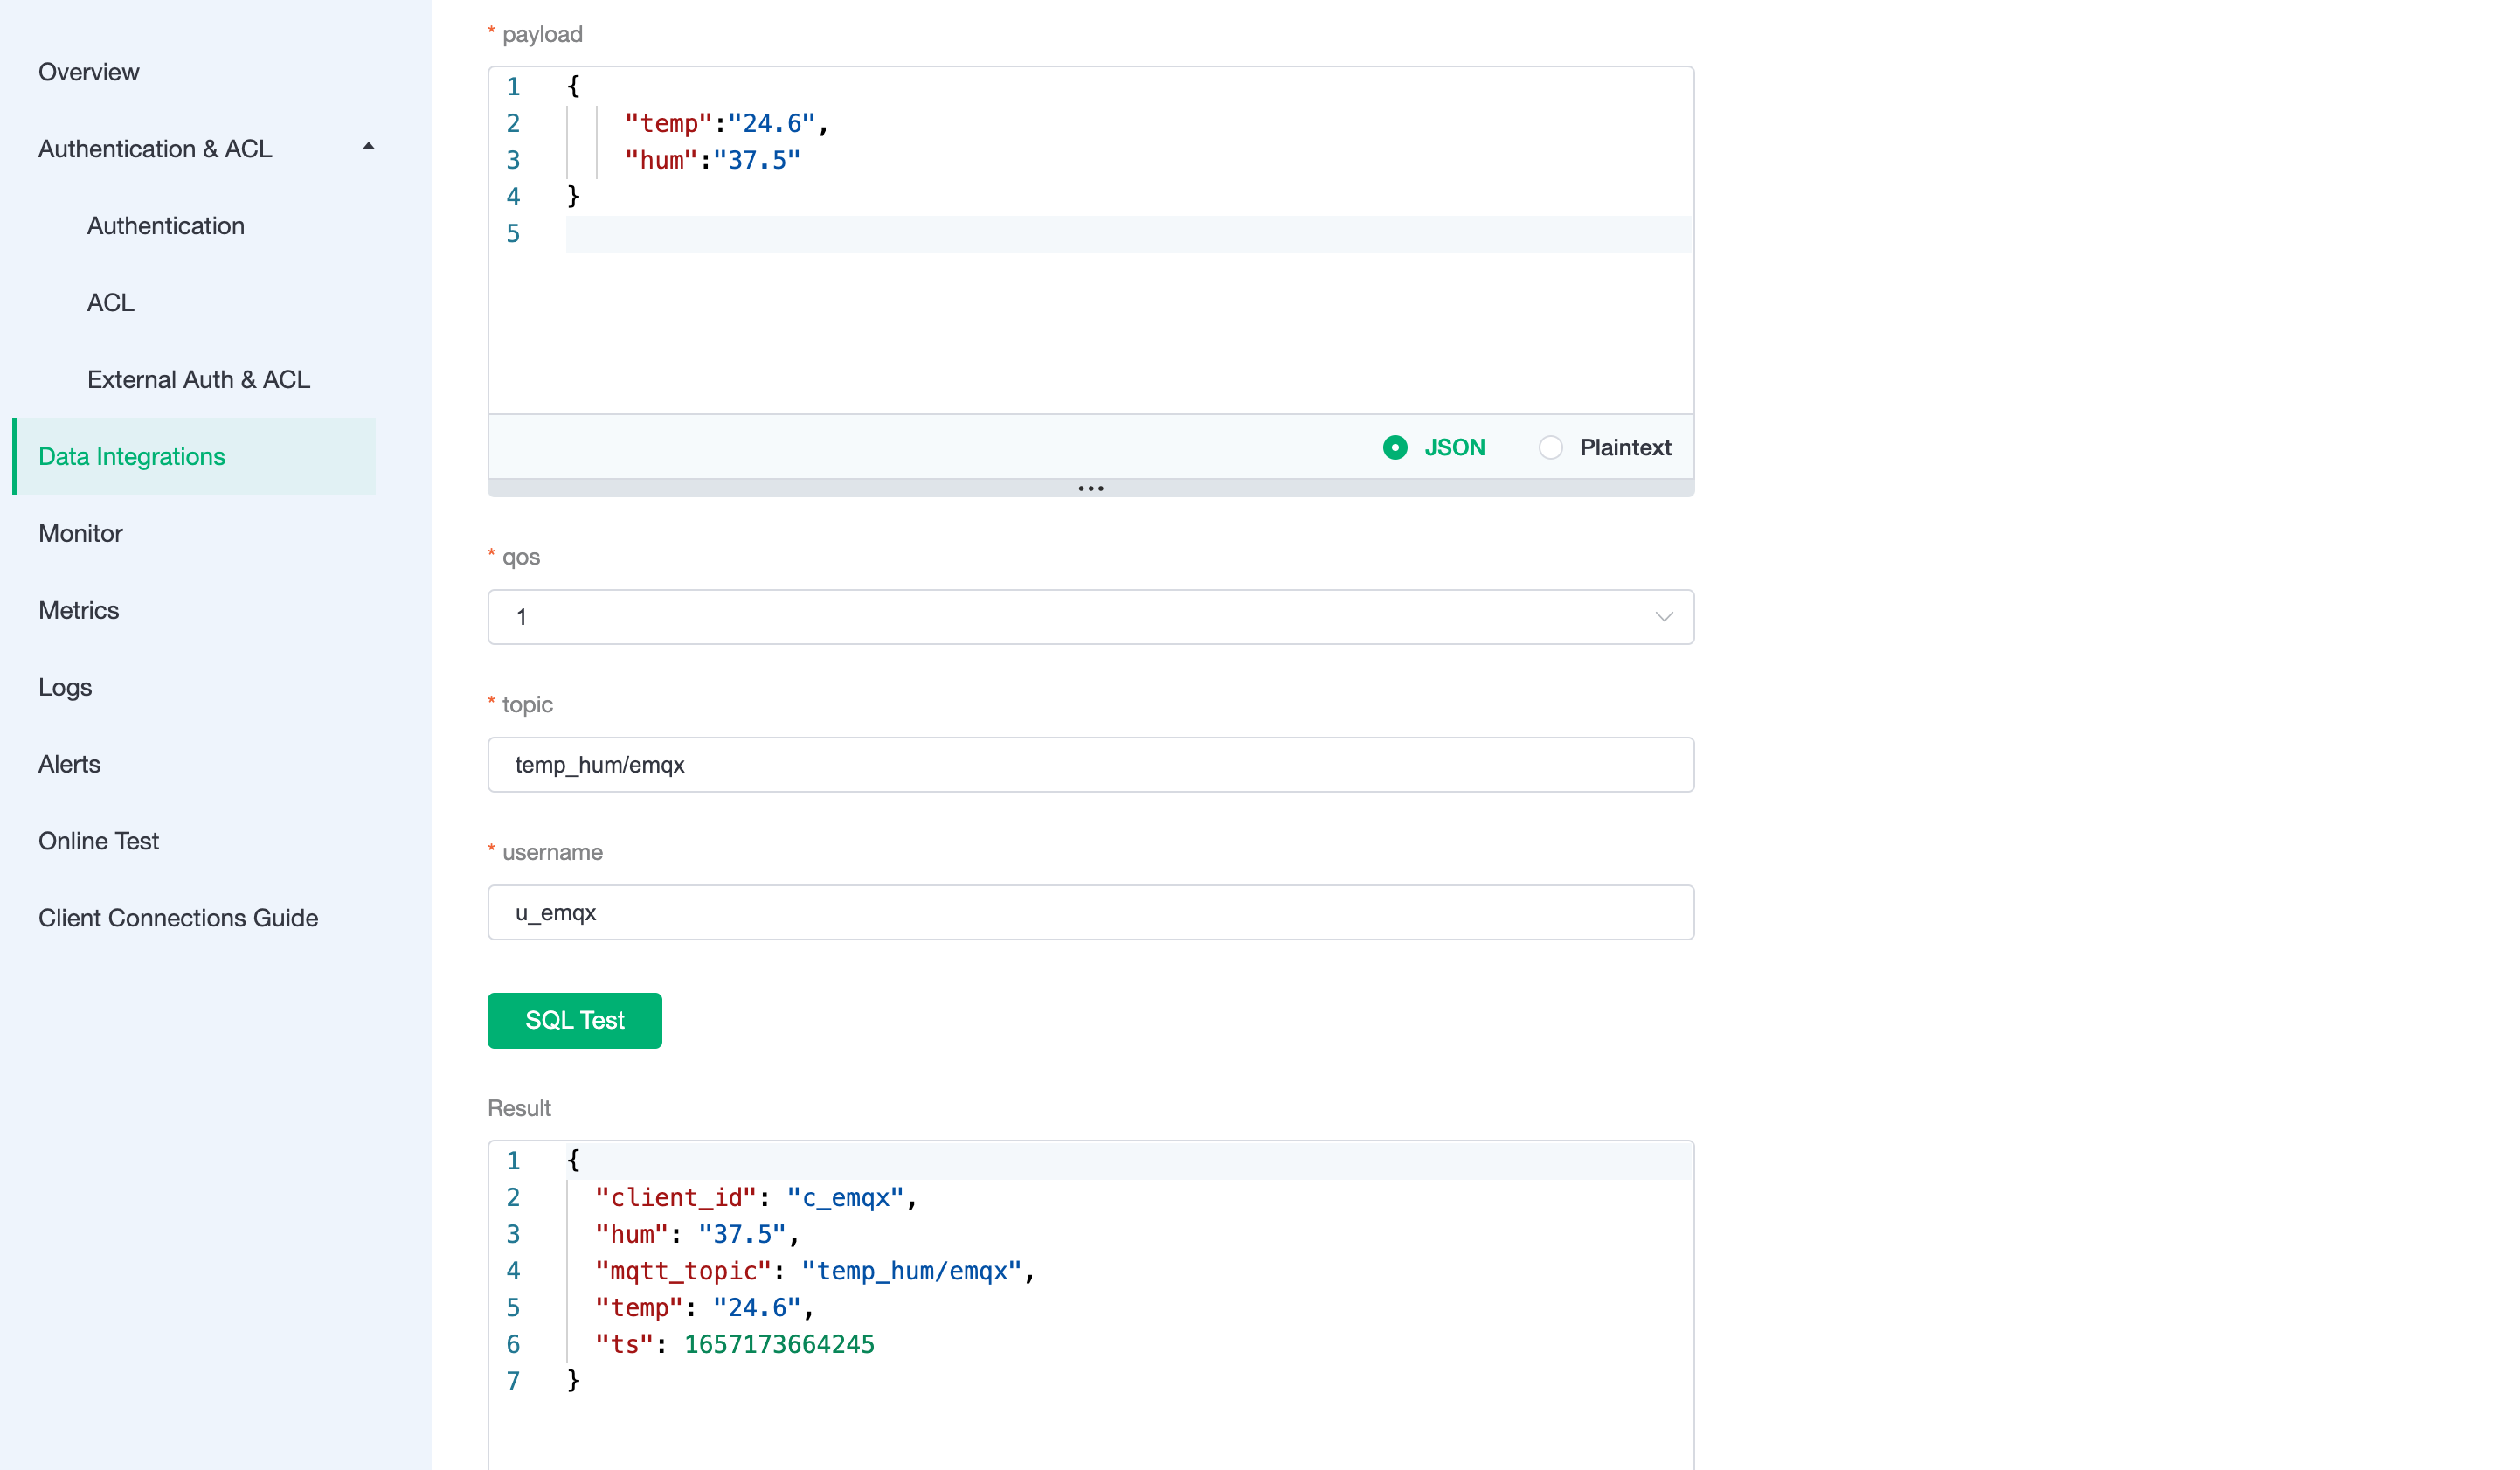 Overview
Authentication & ACL
Authentication
ACL
External Auth & ACL
Data Integrations
Monitor
Metrics
Logs
Alerts
Online Test
Client Connections Guide
* payload
1 {
2 "temp":"24.6",
3 "hum":"37.5"
4 }
5
JSON Plaintext
* qos
1
* topic
temp_hum/emqx
* username
u_emqx
SQL Test
Result
1 {
2 "client_id": "c_emqx",
3 "hum": "37.5",
4 "mqtt_topic": "temp_hum/emqx",
5 "temp": "24.6",
6 "ts": 1657173664245
7 }